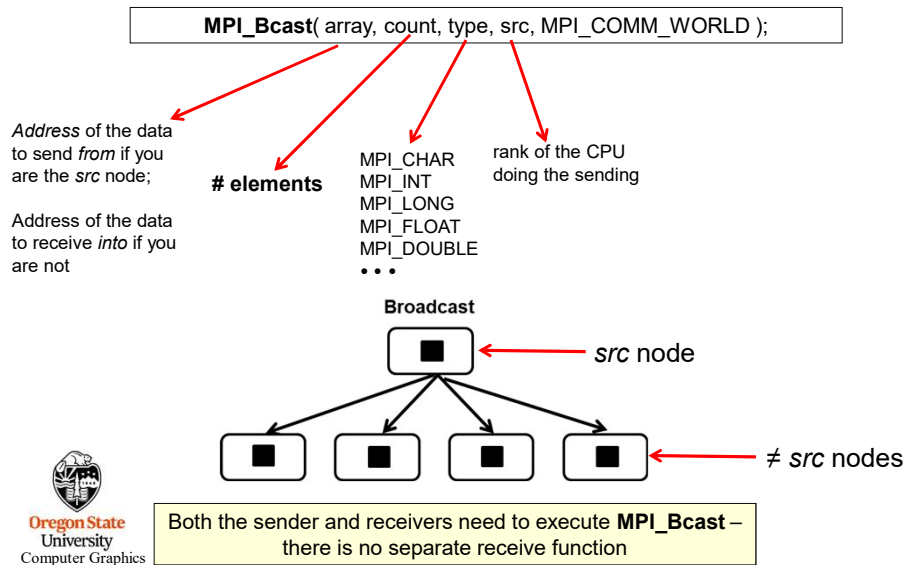 MPI_Bcast( array, count, type, src, MPI_COMM_WORLD );
Address of the data
to send from if you
are the src node;
Address of the data
to receive into if you
are not
# elements
MPI_CHAR
MPI_INT
MPI_LONG
MPI_FLOAT
MPI_DOUBLE
• • •
rank of the CPU
doing the sending
Broadcast
src node
≠ src nodes
Oregon State
University
Computer Graphics
Both the sender and receivers need to execute MPI_Bcast –
there is no separate receive function